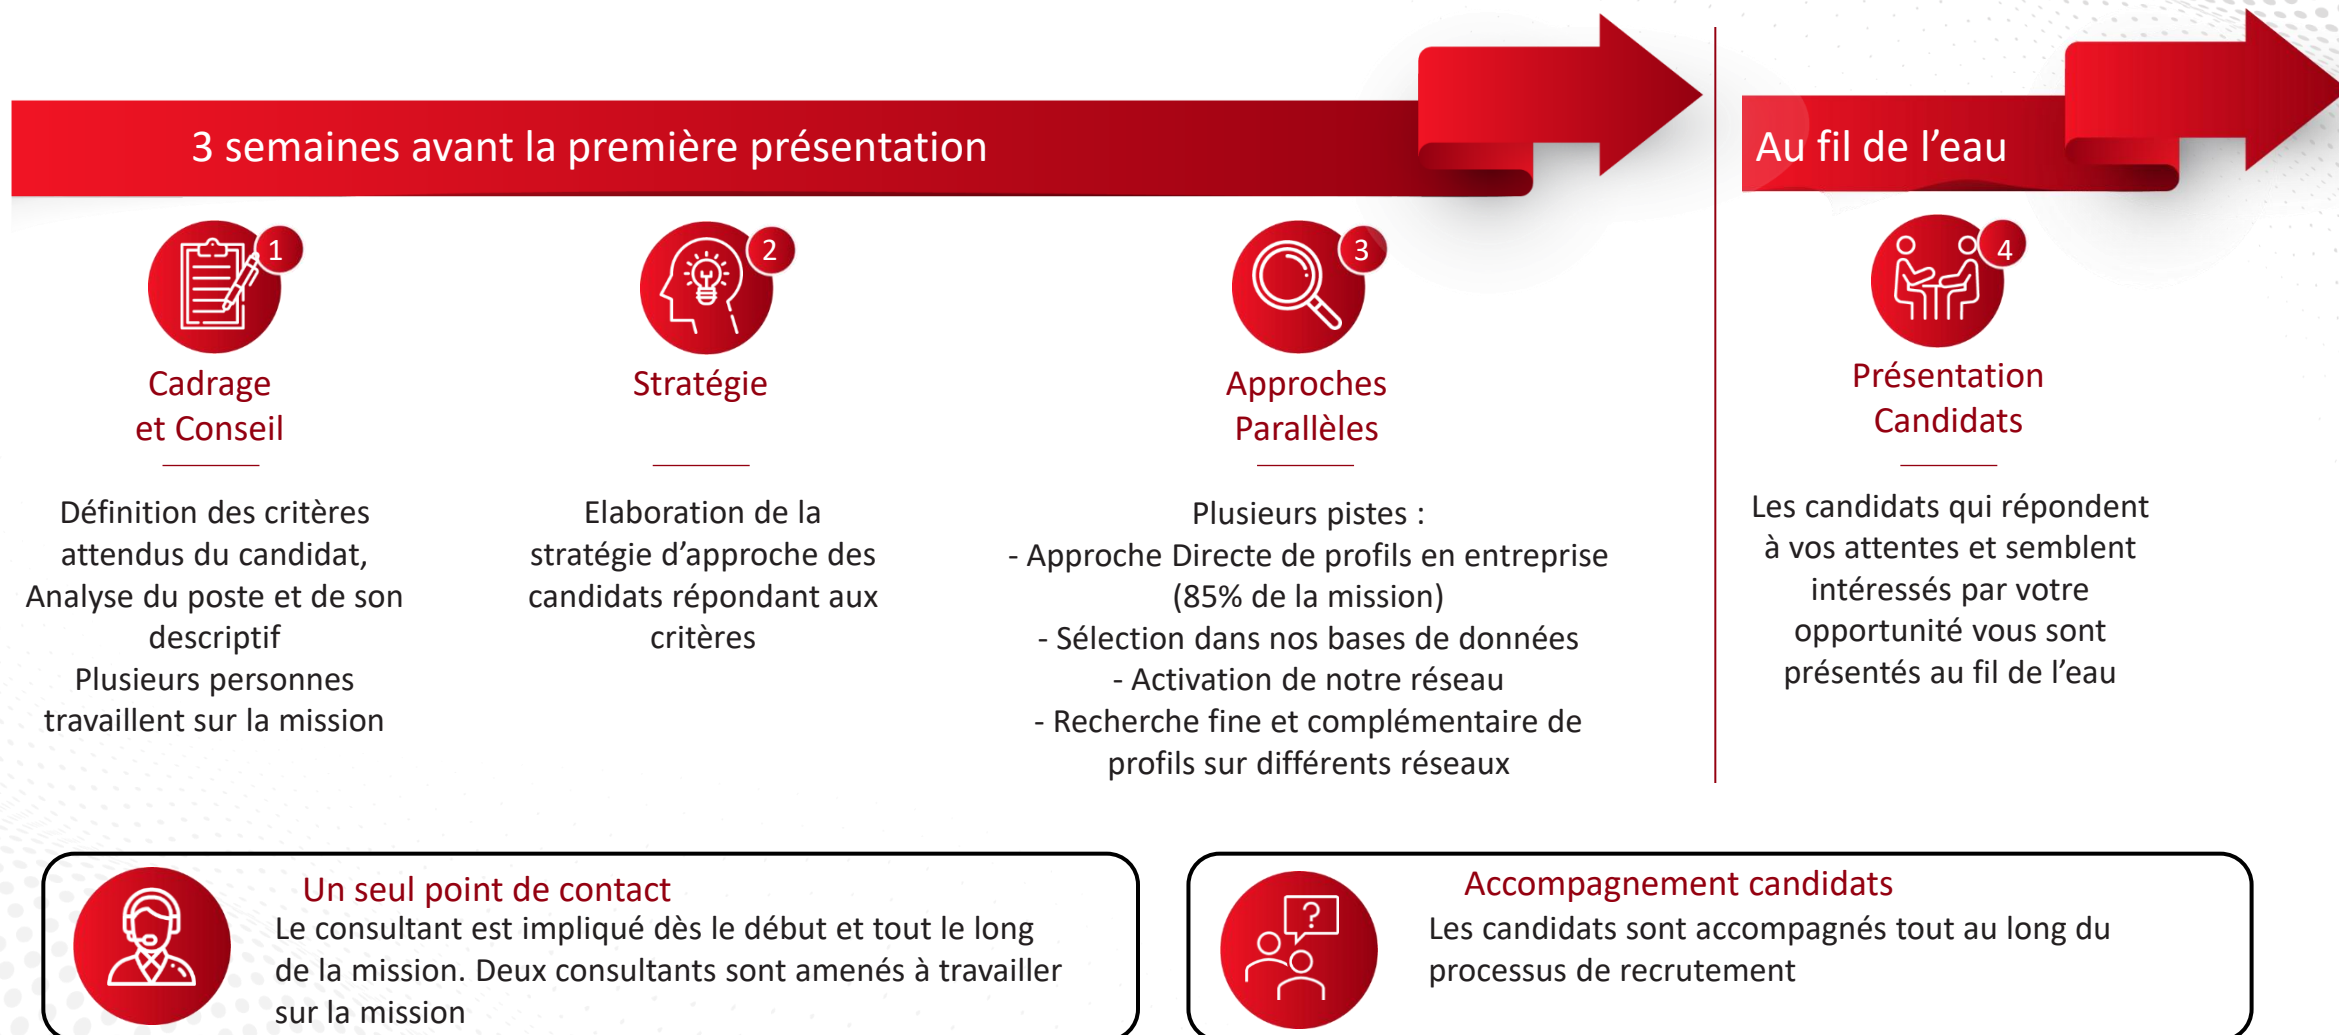 3 semaines avant la première présentation
Au fil de l’eau
1
Cadrage
et Conseil
Définition des critères
attendus du candidat,
Analyse du poste et de son
descriptif
Plusieurs personnes
travaillent sur la mission
2
Stratégie
Elaboration de la
stratégie d’approche des
candidats répondant aux
critères
3
Approches
Parallèles
Plusieurs pistes :
- Approche Directe de profils en entreprise
(85% de la mission)
- Sélection dans nos bases de données
- Activation de notre réseau
- Recherche fine et complémentaire de
profils sur différents réseaux
4
Présentation
Candidats
Les candidats qui répondent
à vos attentes et semblent
intéressés par votre
opportunité vous sont
présentés au fil de l’eau
Un seul point de contact
Le consultant est impliqué dès le début et tout le long
de la mission. Deux consultants sont amenés à travailler
sur la mission
?
Accompagnement candidats
Les candidats sont accompagnés tout au long du
processus de recrutement